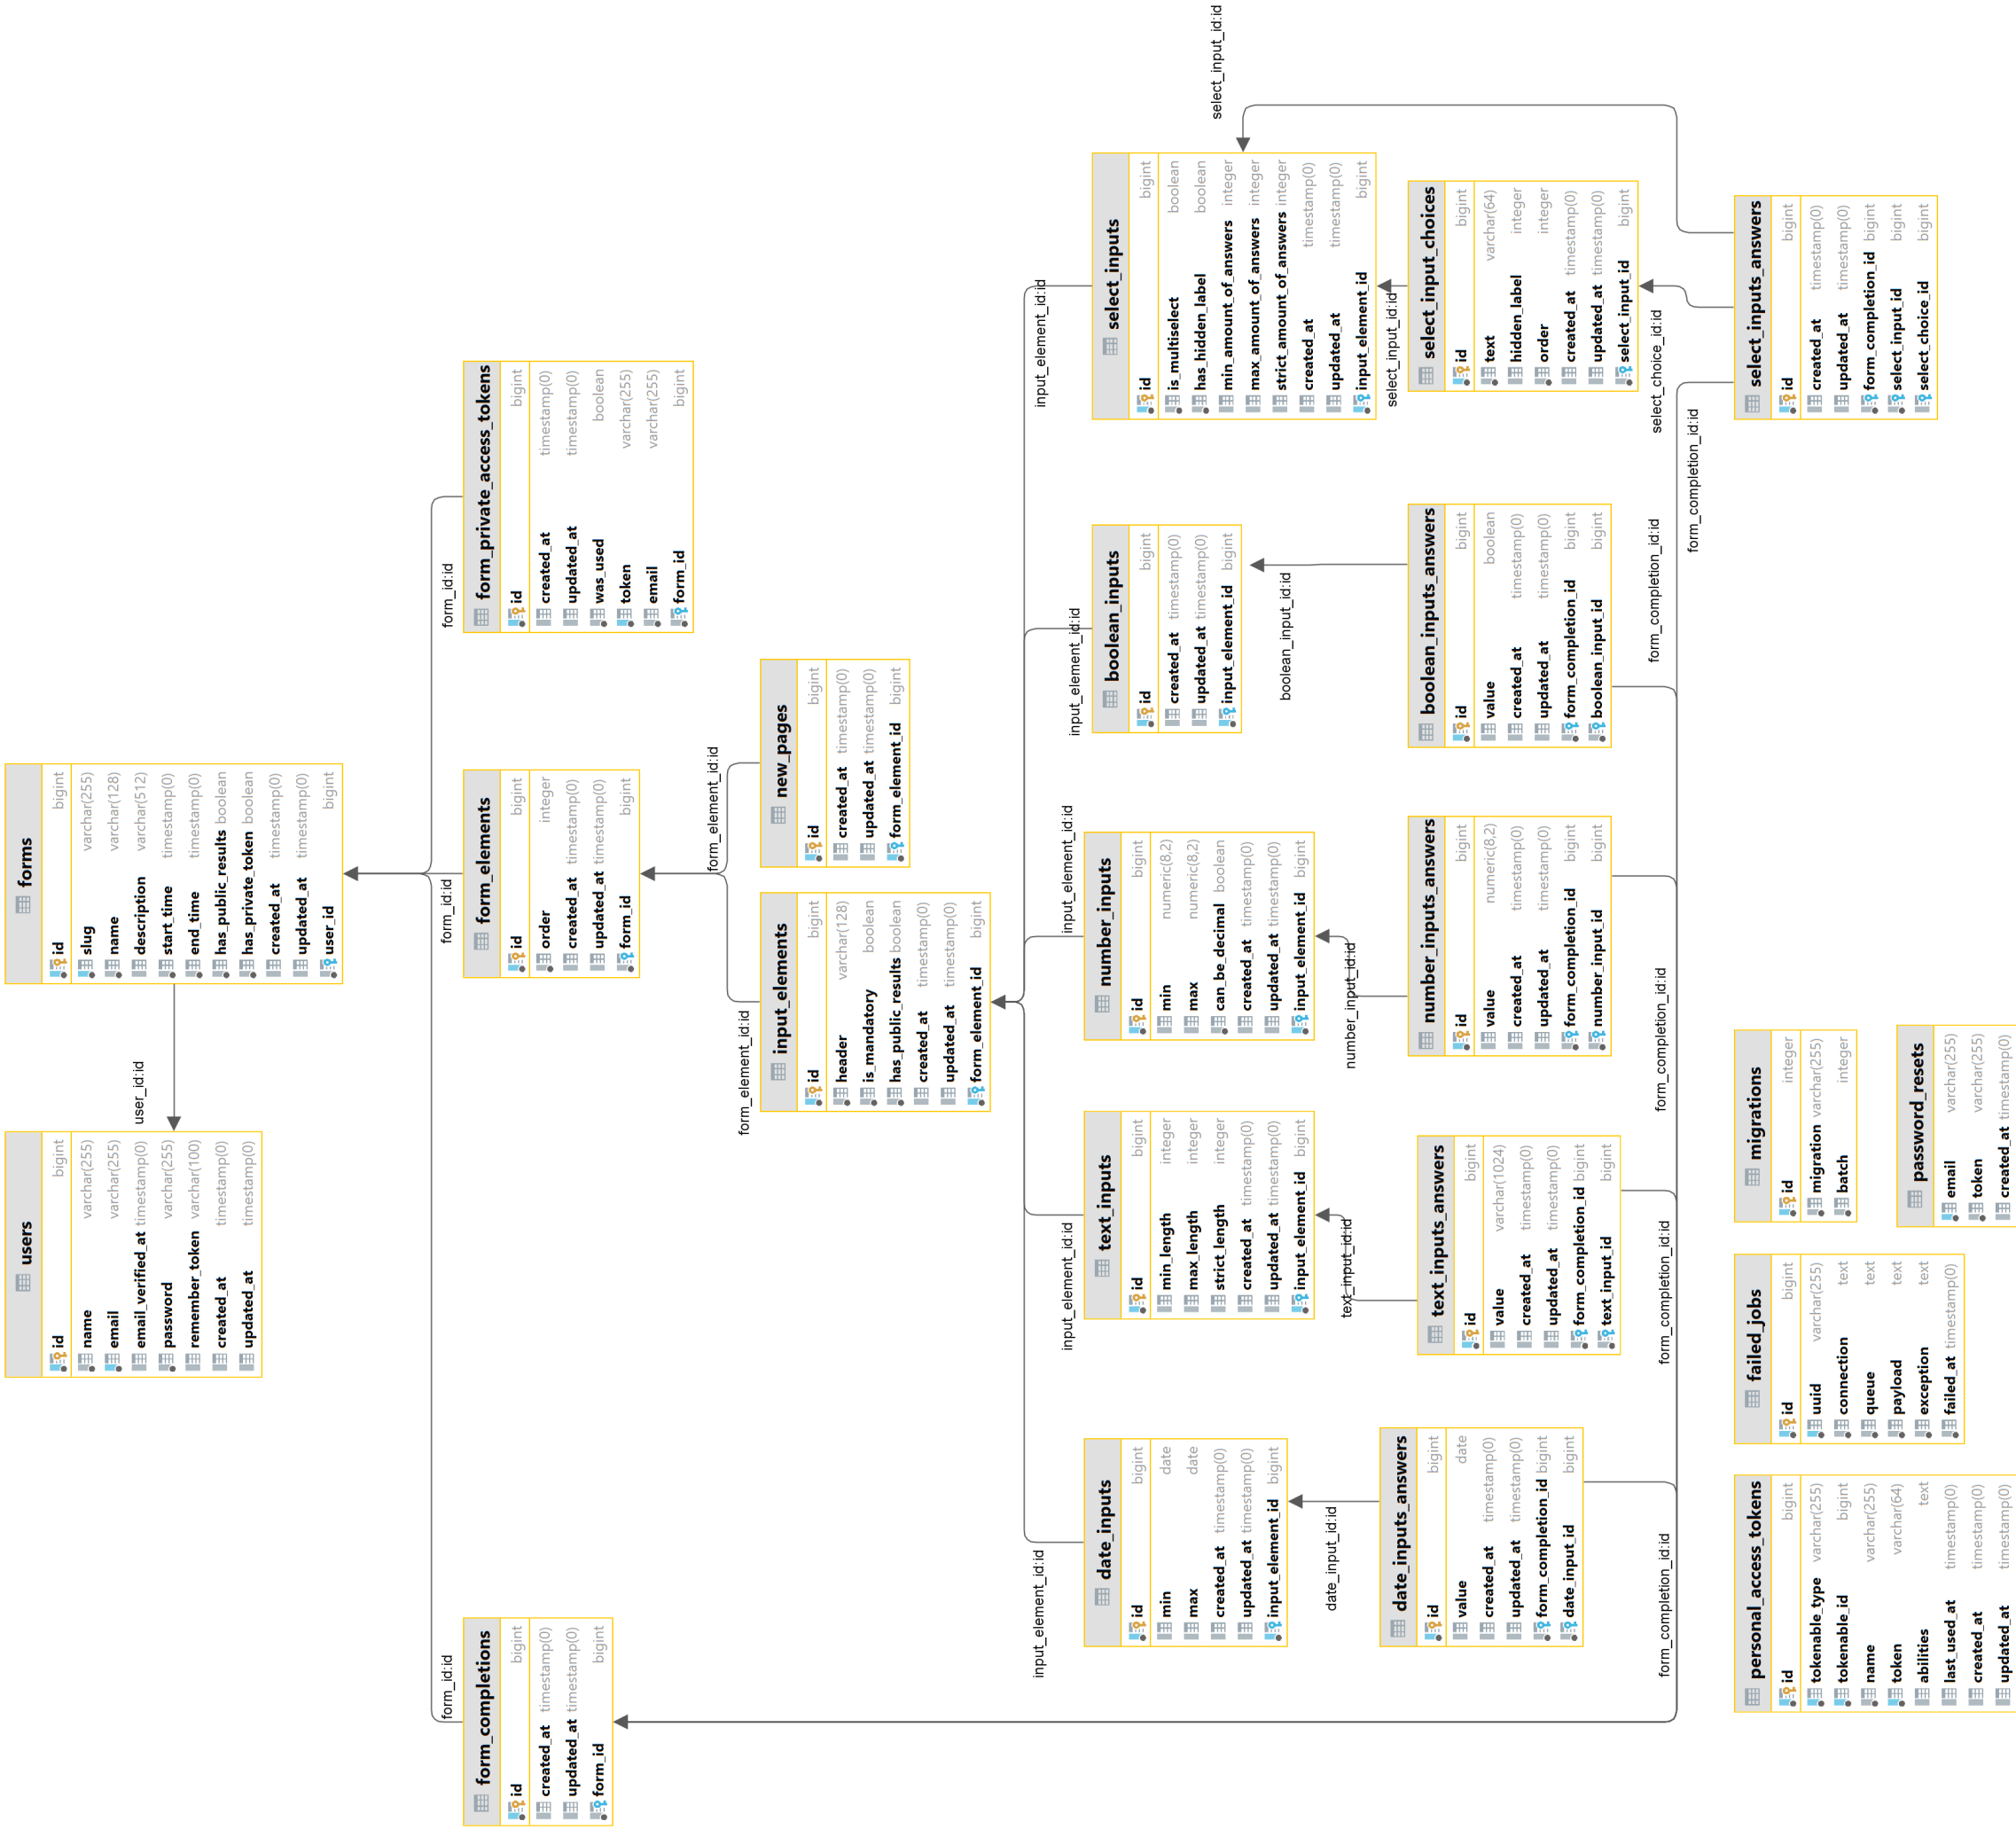 users
id bigint
name varchar(255)
email varchar(255)
email_verified_at timestamp(0)
password varchar(255)
remember_token varchar(100)
created_at timestamp(0)
updated_at timestamp(0)
user_id:id
forms
id bigint
slug varchar(255)
name varchar(128)
description varchar(512)
start_time timestamp(0)
end_time timestamp(0)
has_public_results boolean
has_private_token boolean
created_at timestamp(0)
updated_at timestamp(0)
user_id bigint
form_id:id
form_id:id
form_id:id
form_completions
id bigint
created_at timestamp(0)
updated_at timestamp(0)
form_id bigint
form_elements
id bigint
order integer
created_at timestamp(0)
updated_at timestamp(0)
form_id bigint
form_private_access_tokens
id bigint
created_at timestamp(0)
updated_at timestamp(0)
was_used boolean
token varchar(255)
email varchar(255)
form_id bigint
form_element_id:id
form_element_id:id
input_elements
id bigint
header varchar(128)
is_mandatory boolean
has_public_results boolean
created_at timestamp(0)
updated_at timestamp(0)
form_element_id bigint
new_pages
id bigint
created_at timestamp(0)
updated_at timestamp(0)
form_element_id bigint
input_element_id:id
input_element_id:id
input_element_id:id
input_element_id:id
input_element_id:id
date_inputs
id bigint
min date
max date
created_at timestamp(0)
updated_at timestamp(0)
input_element_id bigint
text_inputs
id bigint
min_length integer
max_length integer
strict_length integer
created_at timestamp(0)
updated_at timestamp(0)
input_element_id bigint
number_inputs
id bigint
min numeric(8,2)
max numeric(8,2)
can_be_decimal boolean
created_at timestamp(0)
updated_at timestamp(0)
input_element_id bigint
boolean_inputs
id bigint
created_at timestamp(0)
updated_at timestamp(0)
input_element_id bigint
select_inputs
id bigint
is_multiselect boolean
has_hidden_label boolean
min_amount_of_answers integer
max_amount_of_answers integer
strict_amount_of_answers integer
created_at timestamp(0)
updated_at timestamp(0)
input_element_id bigint
select_input_id:id
date_input_id:id
text_input_id:id
number_input_id:id
boolean_input_id:id
select_input_id:id
date_inputs_answers
id bigint
value date
created_at timestamp(0)
updated_at timestamp(0)
form_completion_id bigint
date_input_id bigint
text_inputs_answers
id bigint
value varchar(1024)
created_at timestamp(0)
updated_at timestamp(0)
form_completion_id bigint
text_input_id bigint
number_inputs_answers
id bigint
value numeric(8,2)
created_at timestamp(0)
updated_at timestamp(0)
form_completion_id bigint
number_input_id bigint
boolean_inputs_answers
id bigint
value boolean
created_at timestamp(0)
updated_at timestamp(0)
form_completion_id bigint
boolean_input_id bigint
select_input_choices
id bigint
text varchar(64)
hidden_label integer
order integer
created_at timestamp(0)
updated_at timestamp(0)
select_input_id bigint
form_completion_id:id
form_completion_id:id
form_completion_id:id
form_completion_id:id
select_choice_id:id
form_completion_id:id
personal_access_tokens
id bigint
tokenable_type varchar(255)
tokenable_id bigint
name varchar(255)
token varchar(64)
abilities text
last_used_at timestamp(0)
created_at timestamp(0)
updated_at timestamp(0)
failed_jobs
id bigint
uuid varchar(255)
connection text
queue text
payload text
exception text
failed_at timestamp(0)
migrations
id integer
migration varchar(255)
batch integer
password_resets
email varchar(255)
token varchar(255)
created_at timestamp(0)
select_inputs_answers
id bigint
created_at timestamp(0)
updated_at timestamp(0)
form_completion_id bigint
select_input_id bigint
select_choice_id bigint